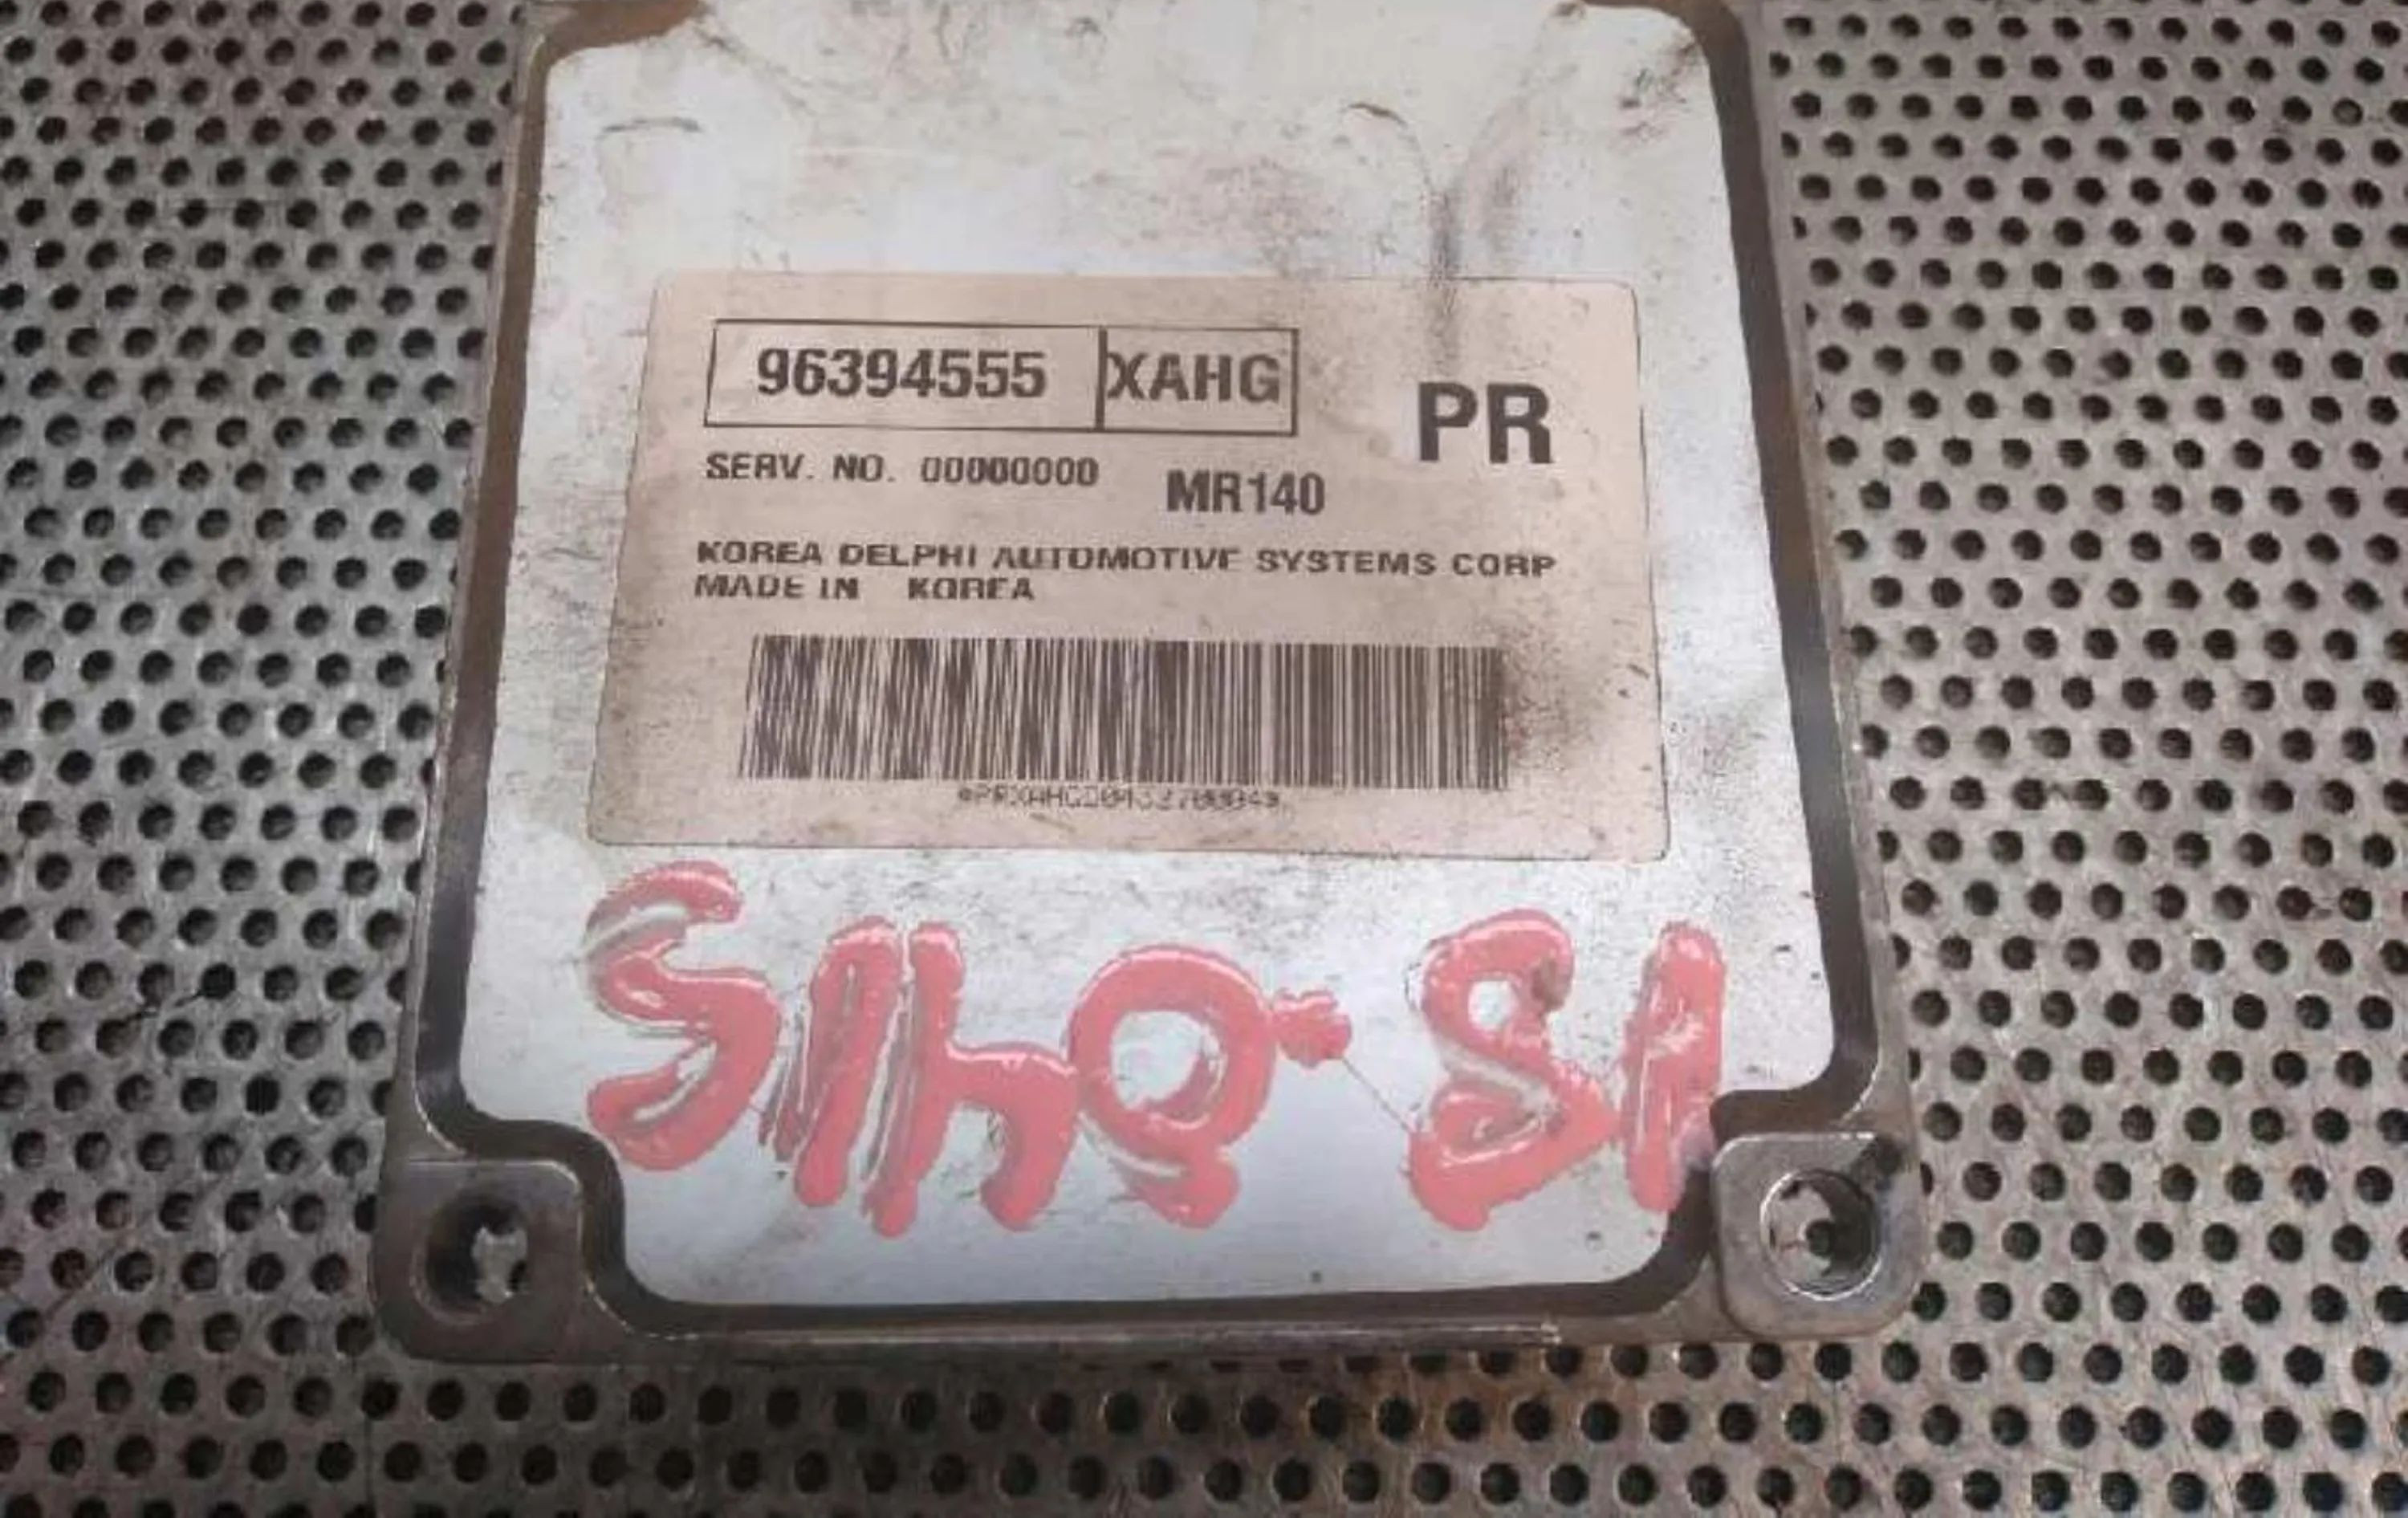 96394555 XAHG
PR
SERV. NO. 00000000 MR140
KOREA DELPHI AUTOMOTIVE SYSTEMS CORP
MADE IN KOREA